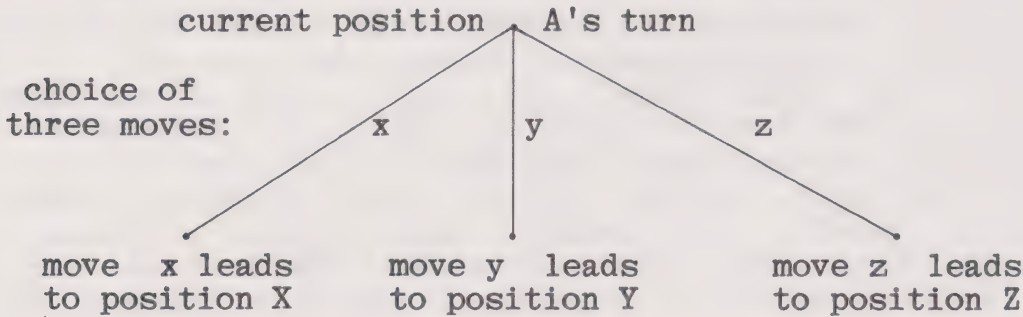 current position A's turn
choice of
three moves:
x y z
move x leads move y leads move z leads
to position X to position Y to position Z